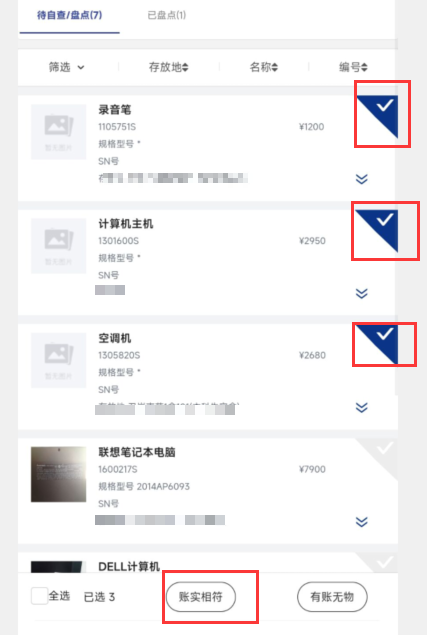 待自查/盘点(7)
已盘点(1)
筛选 存放地 名称 编号
录音笔
1105751S ¥1200
规格型号 *
SN号
暂无图片
计算机主机
1301600S ¥2950
规格型号 *
SN号
暂无图片
空调机
1305820S ¥2680
规格型号 *
SN号
暂无图片
联想笔记本电脑
1600217S ¥7900
规格型号 2014AP6093
SN号
DELL计算机
全选 已选 3 账实相符 有账无物